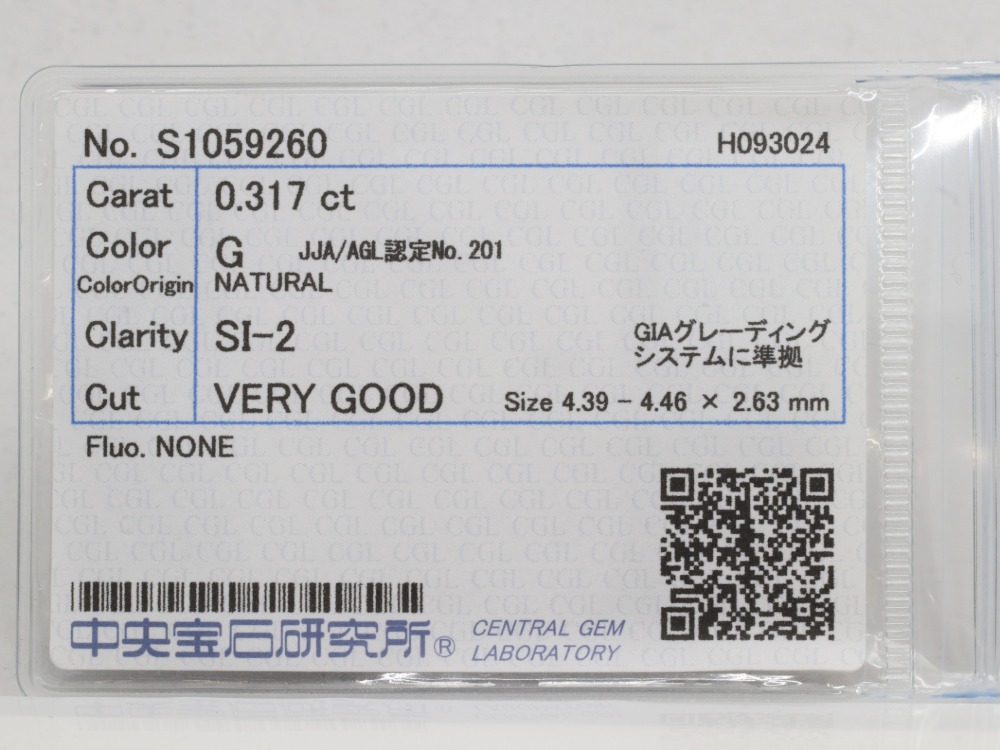 No. S1059260
H093024
Carat 0.317 ct
Color G JJA/AGL認定No. 201
ColorOrigin NATURAL
Clarity SI-2
GIAグレーディング
システムに準拠
Cut VERY GOOD Size 4.39 - 4.46 × 2.63 mm
Fluo. NONE
中央宝石研究所® CENTRAL GEM
LABORATORY